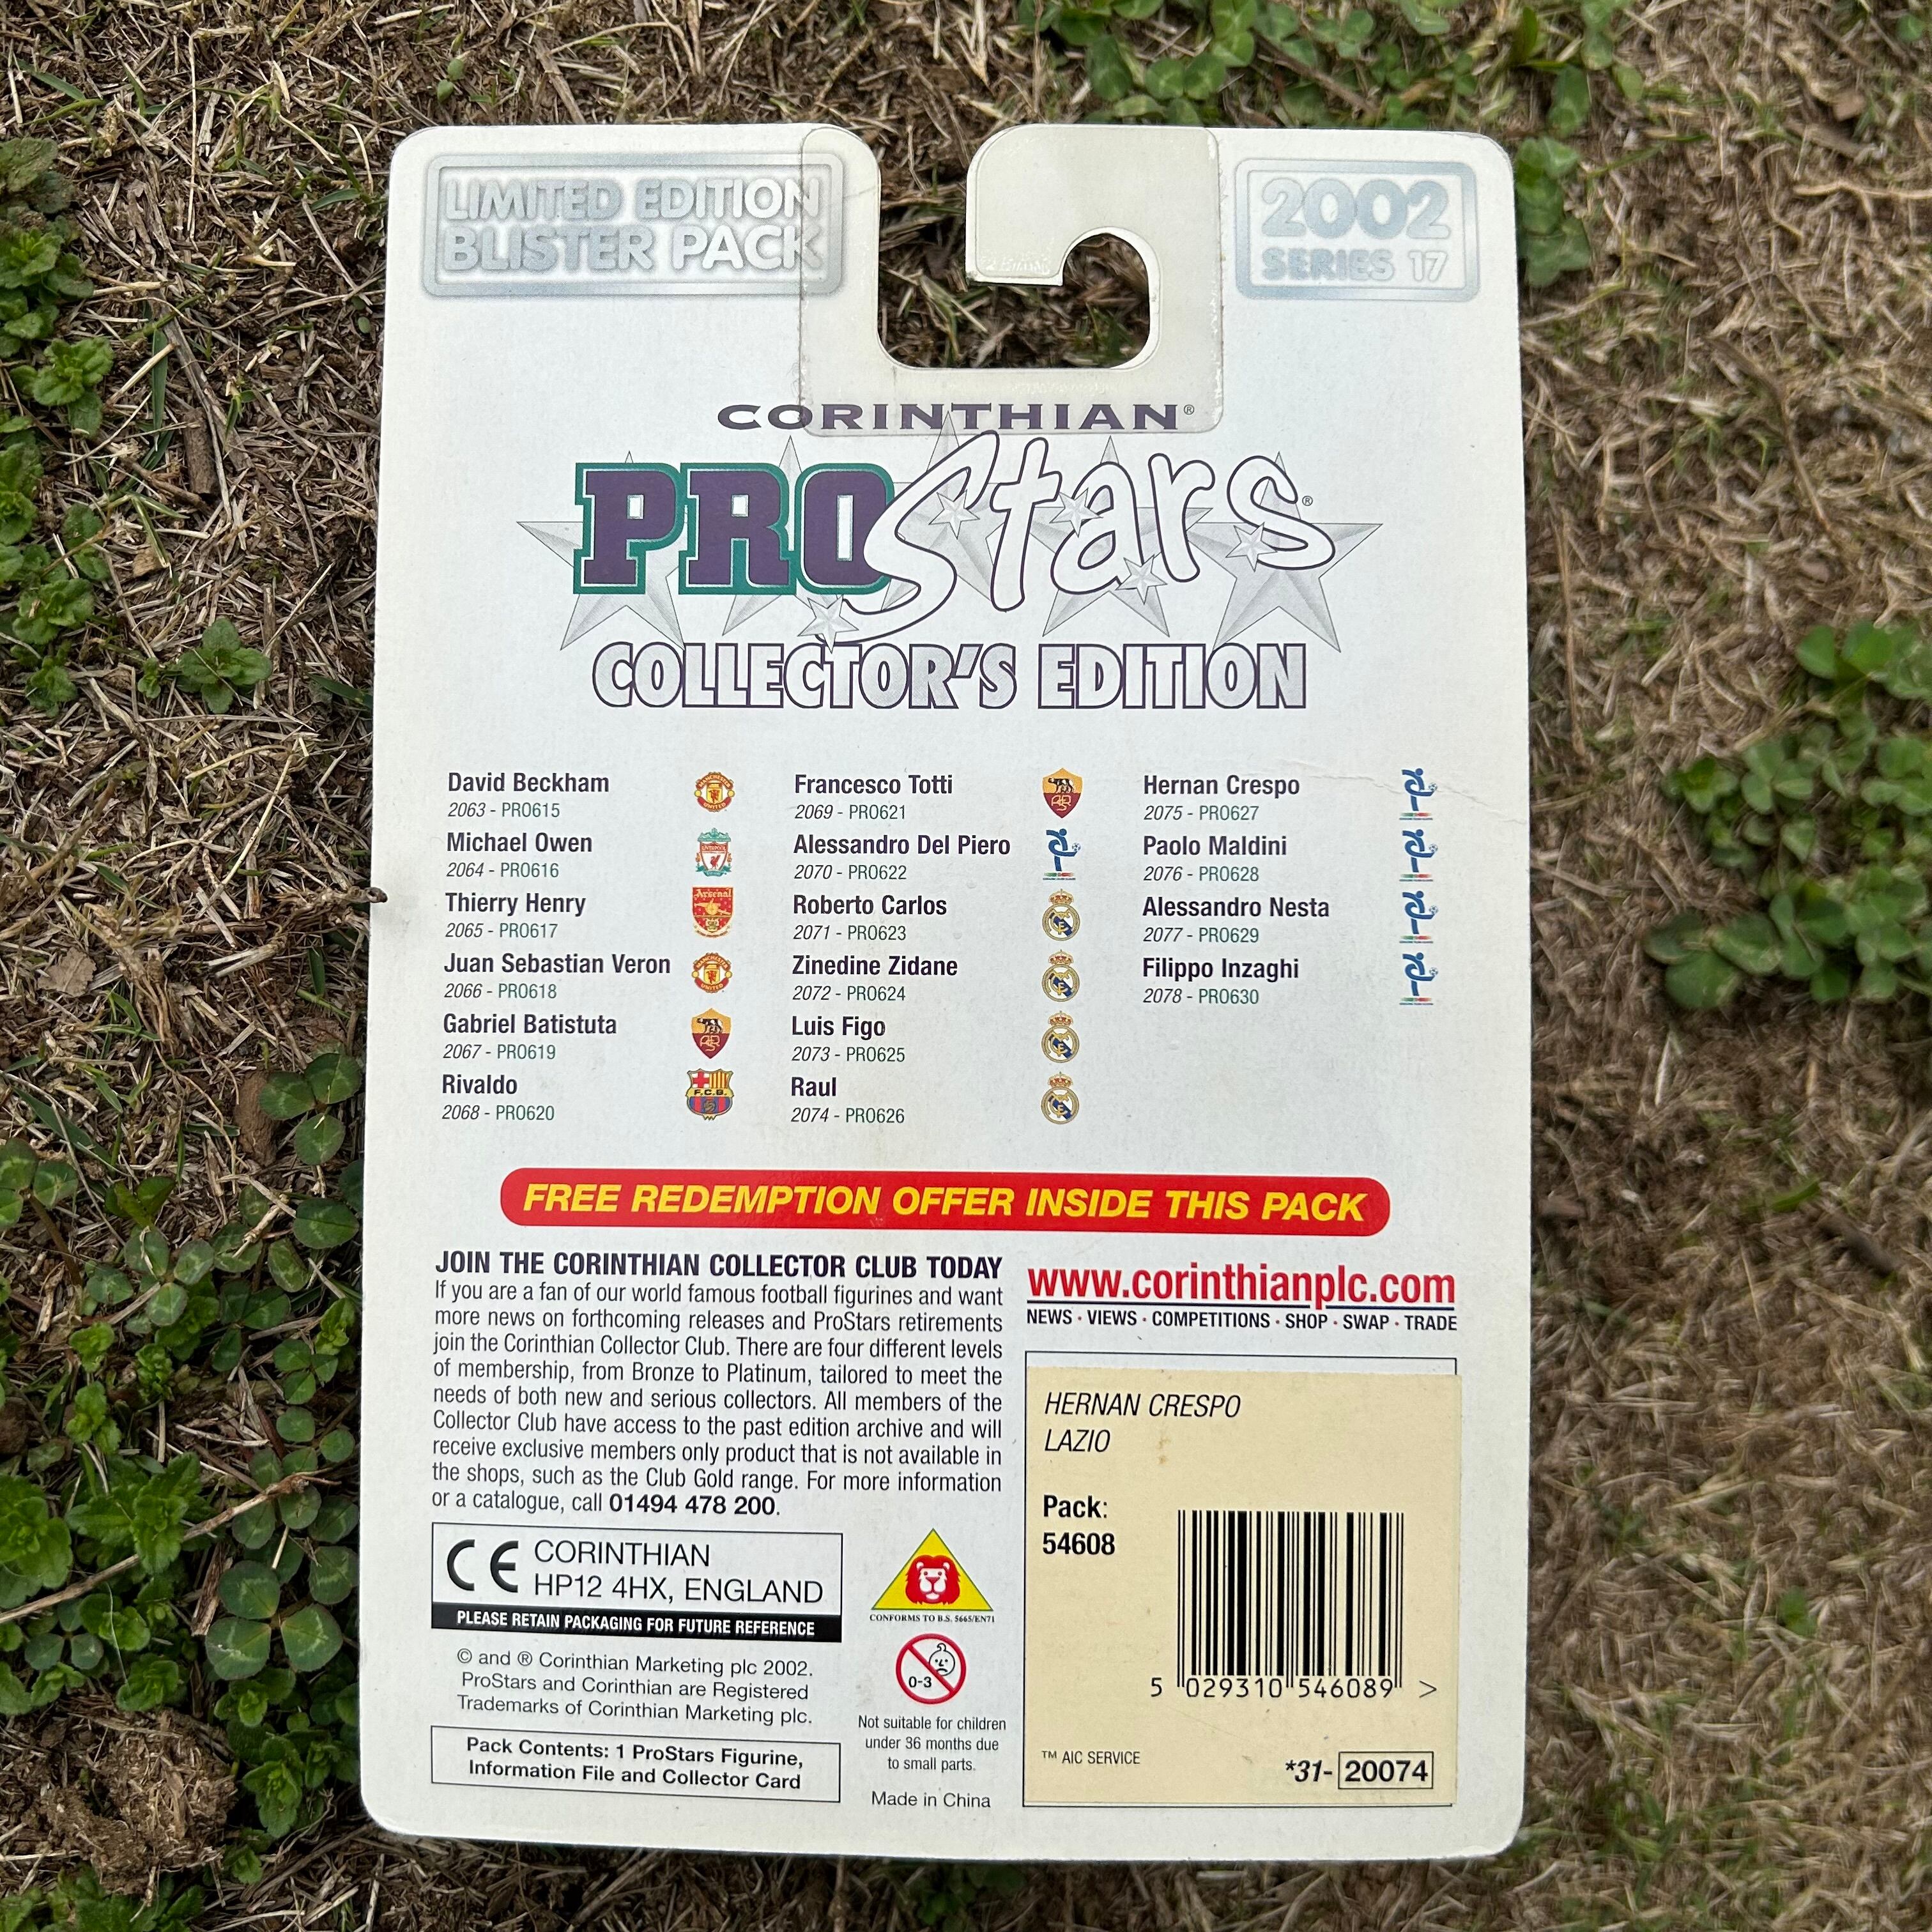 LIMITED EDITION
BLISTER PACK
2002
SERIES 17
CORINTHIAN®
PROStars®
COLLECTOR'S EDITION
David Beckham
2063 - PRO615
Michael Owen
2064 - PRO616
Thierry Henry
2065 - PRO617
Juan Sebastian Veron
2066 - PRO618
Gabriel Batistuta
2067 - PRO619
Rivaldo
2068 - PRO620
Francesco Totti
2069 - PRO621
Alessandro Del Piero
2070 - PRO622
Roberto Carlos
2071 - PRO623
Zinedine Zidane
2072 - PRO624
Luis Figo
2073 - PRO625
Raul
2074 - PRO626
Hernan Crespo
2075 - PRO627
Paolo Maldini
2076 - PRO628
Alessandro Nesta
2077 - PRO629
Filippo Inzaghi
2078 - PRO630
FREE REDEMPTION OFFER INSIDE THIS PACK
JOIN THE CORINTHIAN COLLECTOR CLUB TODAY
If you are a fan of our world famous football figurines and want
more news on forthcoming releases and ProStars retirements
join the Corinthian Collector Club. There are four different levels
of membership, from Bronze to Platinum, tailored to meet the
needs of both new and serious collectors. All members of the
Collector Club have access to the past edition archive and will
receive exclusive members only product that is not available in
the shops, such as the Club Gold range. For more information
or a catalogue, call 01494 478 200.
www.corinthianplc.com
NEWS · VIEWS · COMPETITIONS · SHOP · SWAP · TRADE
HERNAN CRESPO
LAZIO
Pack:
54608
5 029310 546089 >
™ AIC SERVICE
*31- 20074
CE CORINTHIAN
HP12 4HX, ENGLAND
PLEASE RETAIN PACKAGING FOR FUTURE REFERENCE
© and ® Corinthian Marketing plc 2002.
ProStars and Corinthian are Registered
Trademarks of Corinthian Marketing plc.
Pack Contents: 1 ProStars Figurine,
Information File and Collector Card
CONFORMS TO B.S. 5665/EN71
0-3
Not suitable for children
under 36 months due
to small parts.
Made in China